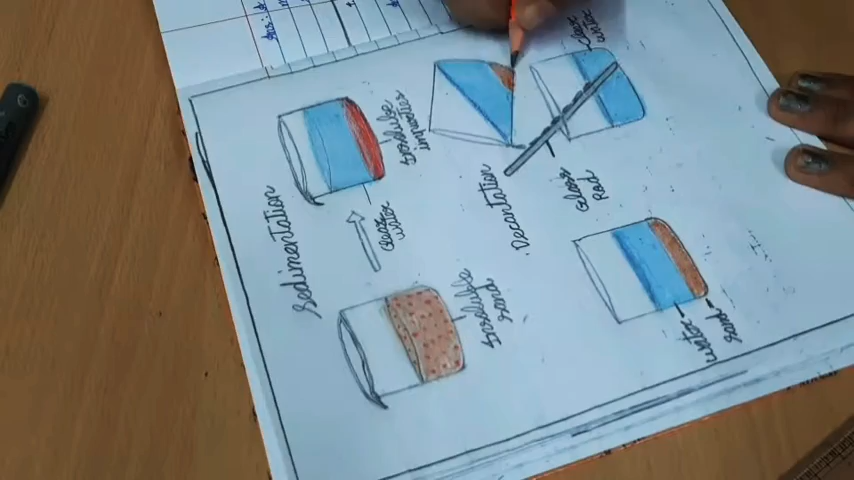 Sedimentation
Insoluble
sand
Clear
water
Insoluble
impurities
Decantation
water
sand
Glass
Rod
Clear
water